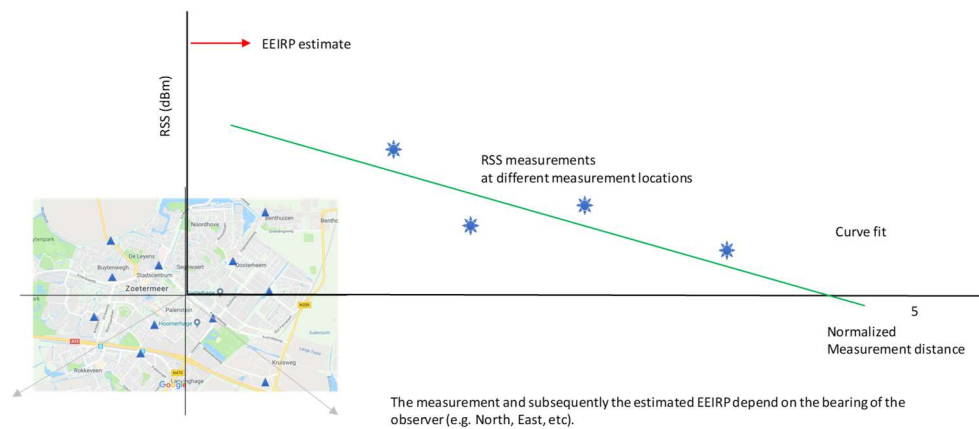 EEIRP estimate
RSS (dBm)
RSS measurements
at different measurement locations
Curve fit
5
Normalized
Measurement distance
Benthuizen
Noordhove
De Leyens
Buytenwegh
Stadscentrum
Oosterheem
Zoetermeer
Palenstein
Rokkeveen
Kruisweg
Google
The measurement and subsequently the estimated EEIRP depend on the bearing of the
observer (e.g. North, East, etc).